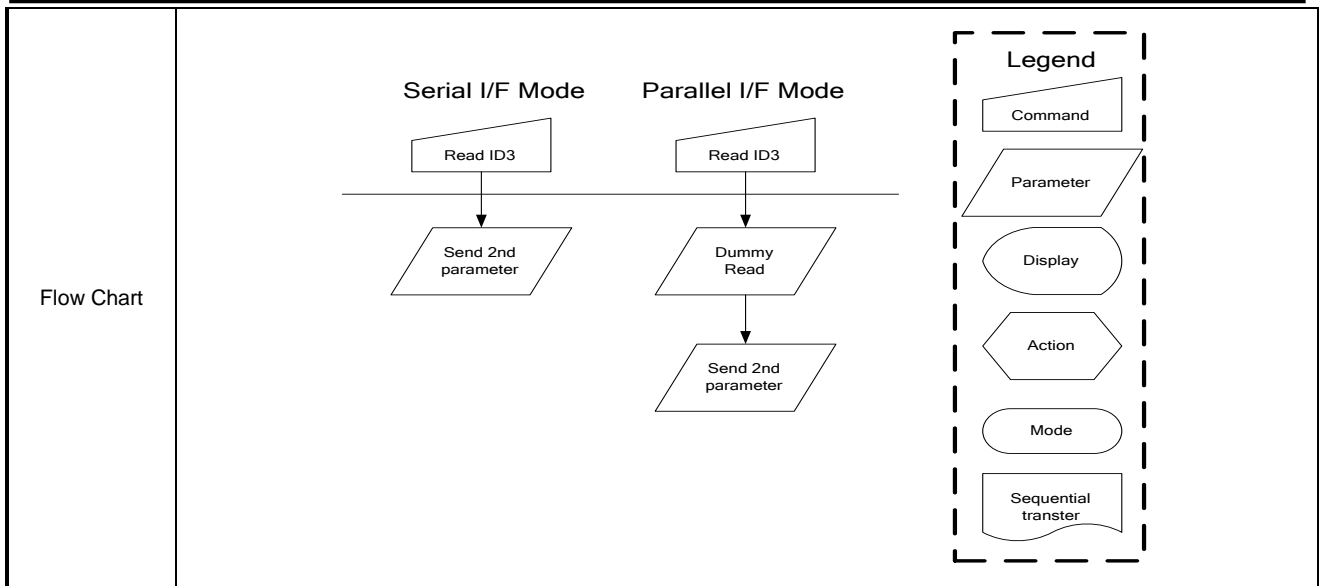 Flow Chart
Serial I/F Mode
Read ID3
Send 2nd
parameter
Parallel I/F Mode
Read ID3
Dummy
Read
Send 2nd
parameter
Legend
Command
Parameter
Display
Action
Mode
Sequential
transter